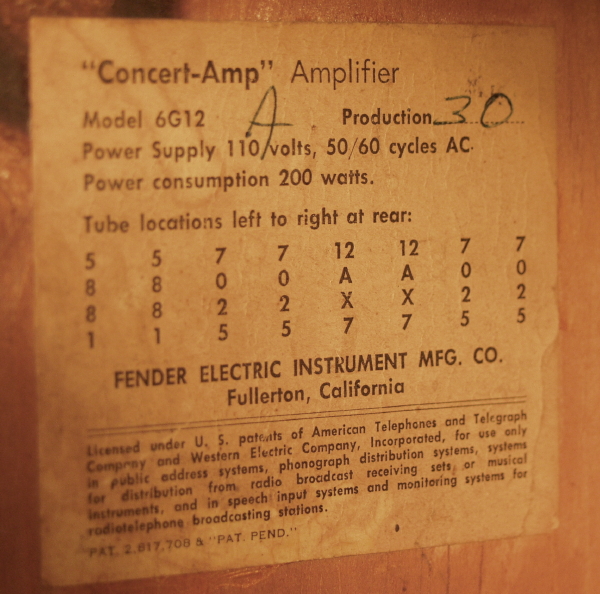 "Concert-Amp" Amplifier
Model 6G12 A Production 30
Power Supply 110 volts, 50/60 cycles AC.
Power consumption 200 watts.
Tube locations left to right at rear:
5 5 7 7 12 12 7 7
8 8 0 0 A A 0 0
8 8 2 2 X X 2 2
1 1 5 5 7 7 5 5
FENDER ELECTRIC INSTRUMENT MFG. CO.
Fullerton, California
Licensed under U. S. patents of American Telephones and Telegraph
Company and Western Electric Company, Incorporated, for use only
in public address systems, phonograph distribution systems, systems
for distribution from radio broadcast receiving sets, or musical
instruments, and in speech input systems and monitoring systems for
radiotelephone broadcasting stations.
PAT. 2,817,708 & "PAT. PEND."